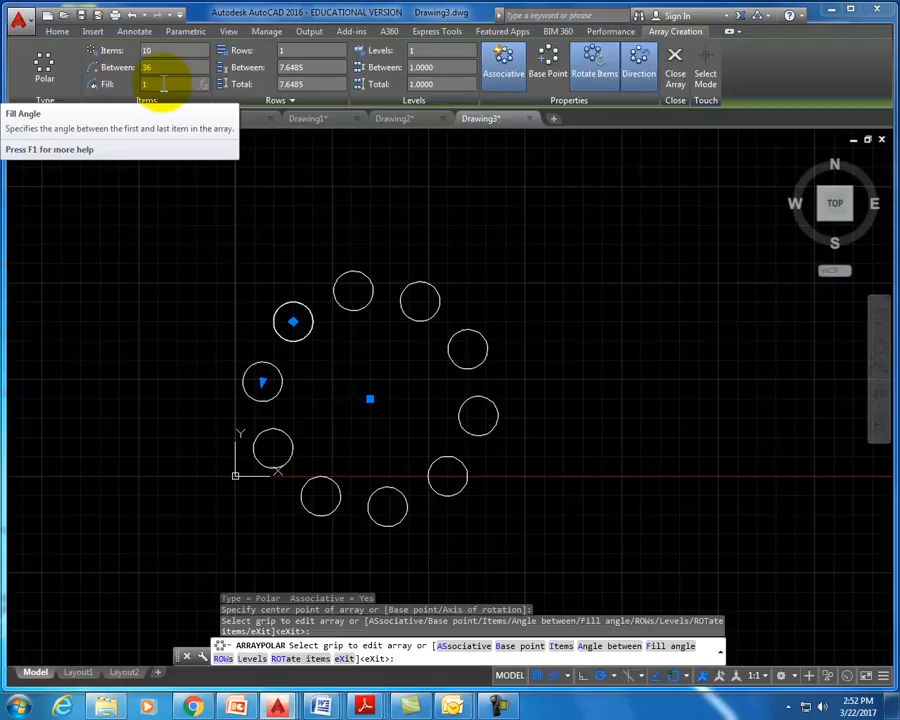 Autodesk AutoCAD 2016 - EDUCATIONAL VERSION Drawing3.dwg
Type a keyword or phrase
Sign In
Home Insert Annotate Parametric View Manage Output Add-ins A360 Express Tools Featured Apps BIM 360 Performance Array Creation
Items: 10 Rows: 1 Levels: 1
Between: 36 Between: 7.6485 Between: 1.0000
Fill: 1 Total: 7.6485 Total: 1.0000
Polar
Associative Base Point Rotate Items Direction Close Array Select Mode
Type Items Rows Levels Properties Close Touch
Fill Angle
Specifies the angle between the first and last item in the array.
Press F1 for more help
Drawing1* Drawing2* Drawing3*
N
W TOP E
S
WCS
Y
X
Type = Polar Associative = Yes
Specify center point of array or [Base point/Axis of rotation]:
Select grip to edit array or [ASsociative/Base point/Items/Angle between/Fill angle/ROWs/Levels/ROTate
items/eXit]<eXit>:
ARRAYPOLAR Select grip to edit array or [ASsociative Base point Items Angle between Fill angle
ROWs Levels ROTate items eXit]<eXit>:
Model Layout1 Layout2 +
MODEL 1:1
2:52 PM
3/22/2017